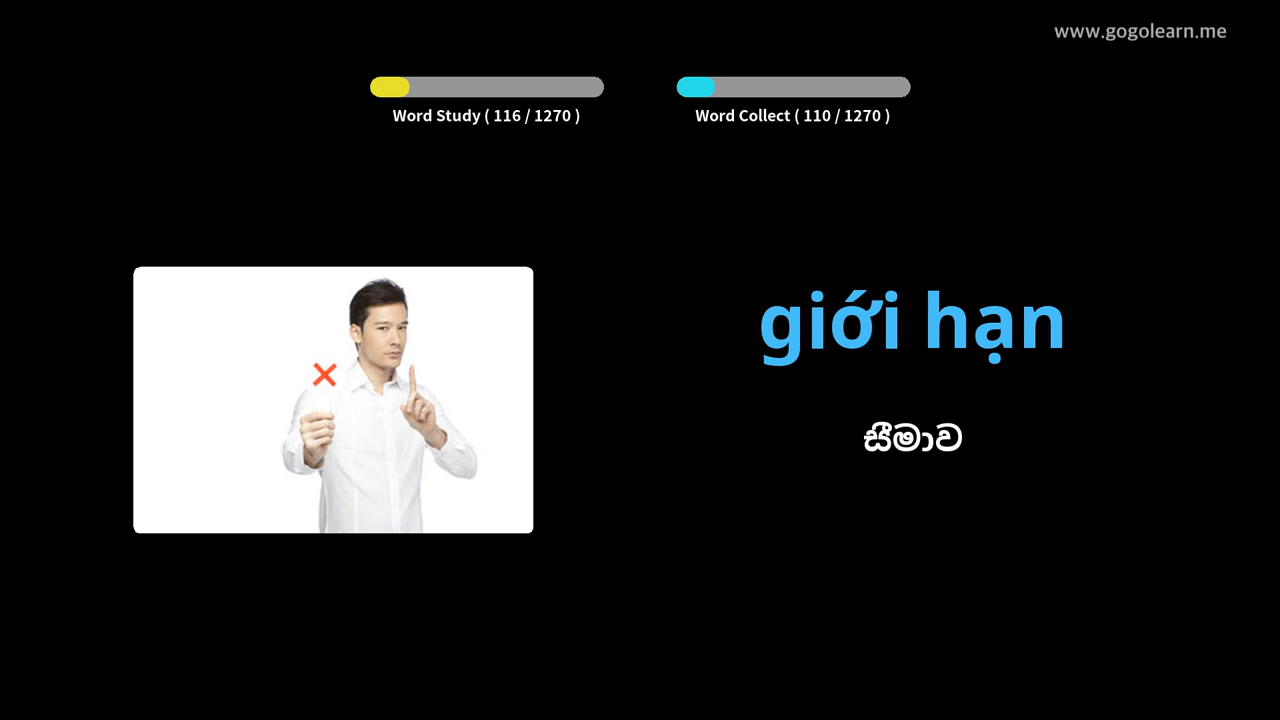 www.gogolearn.me
Word Study ( 116 / 1270 )
Word Collect ( 110 / 1270 )
giới hạn
සීමාව